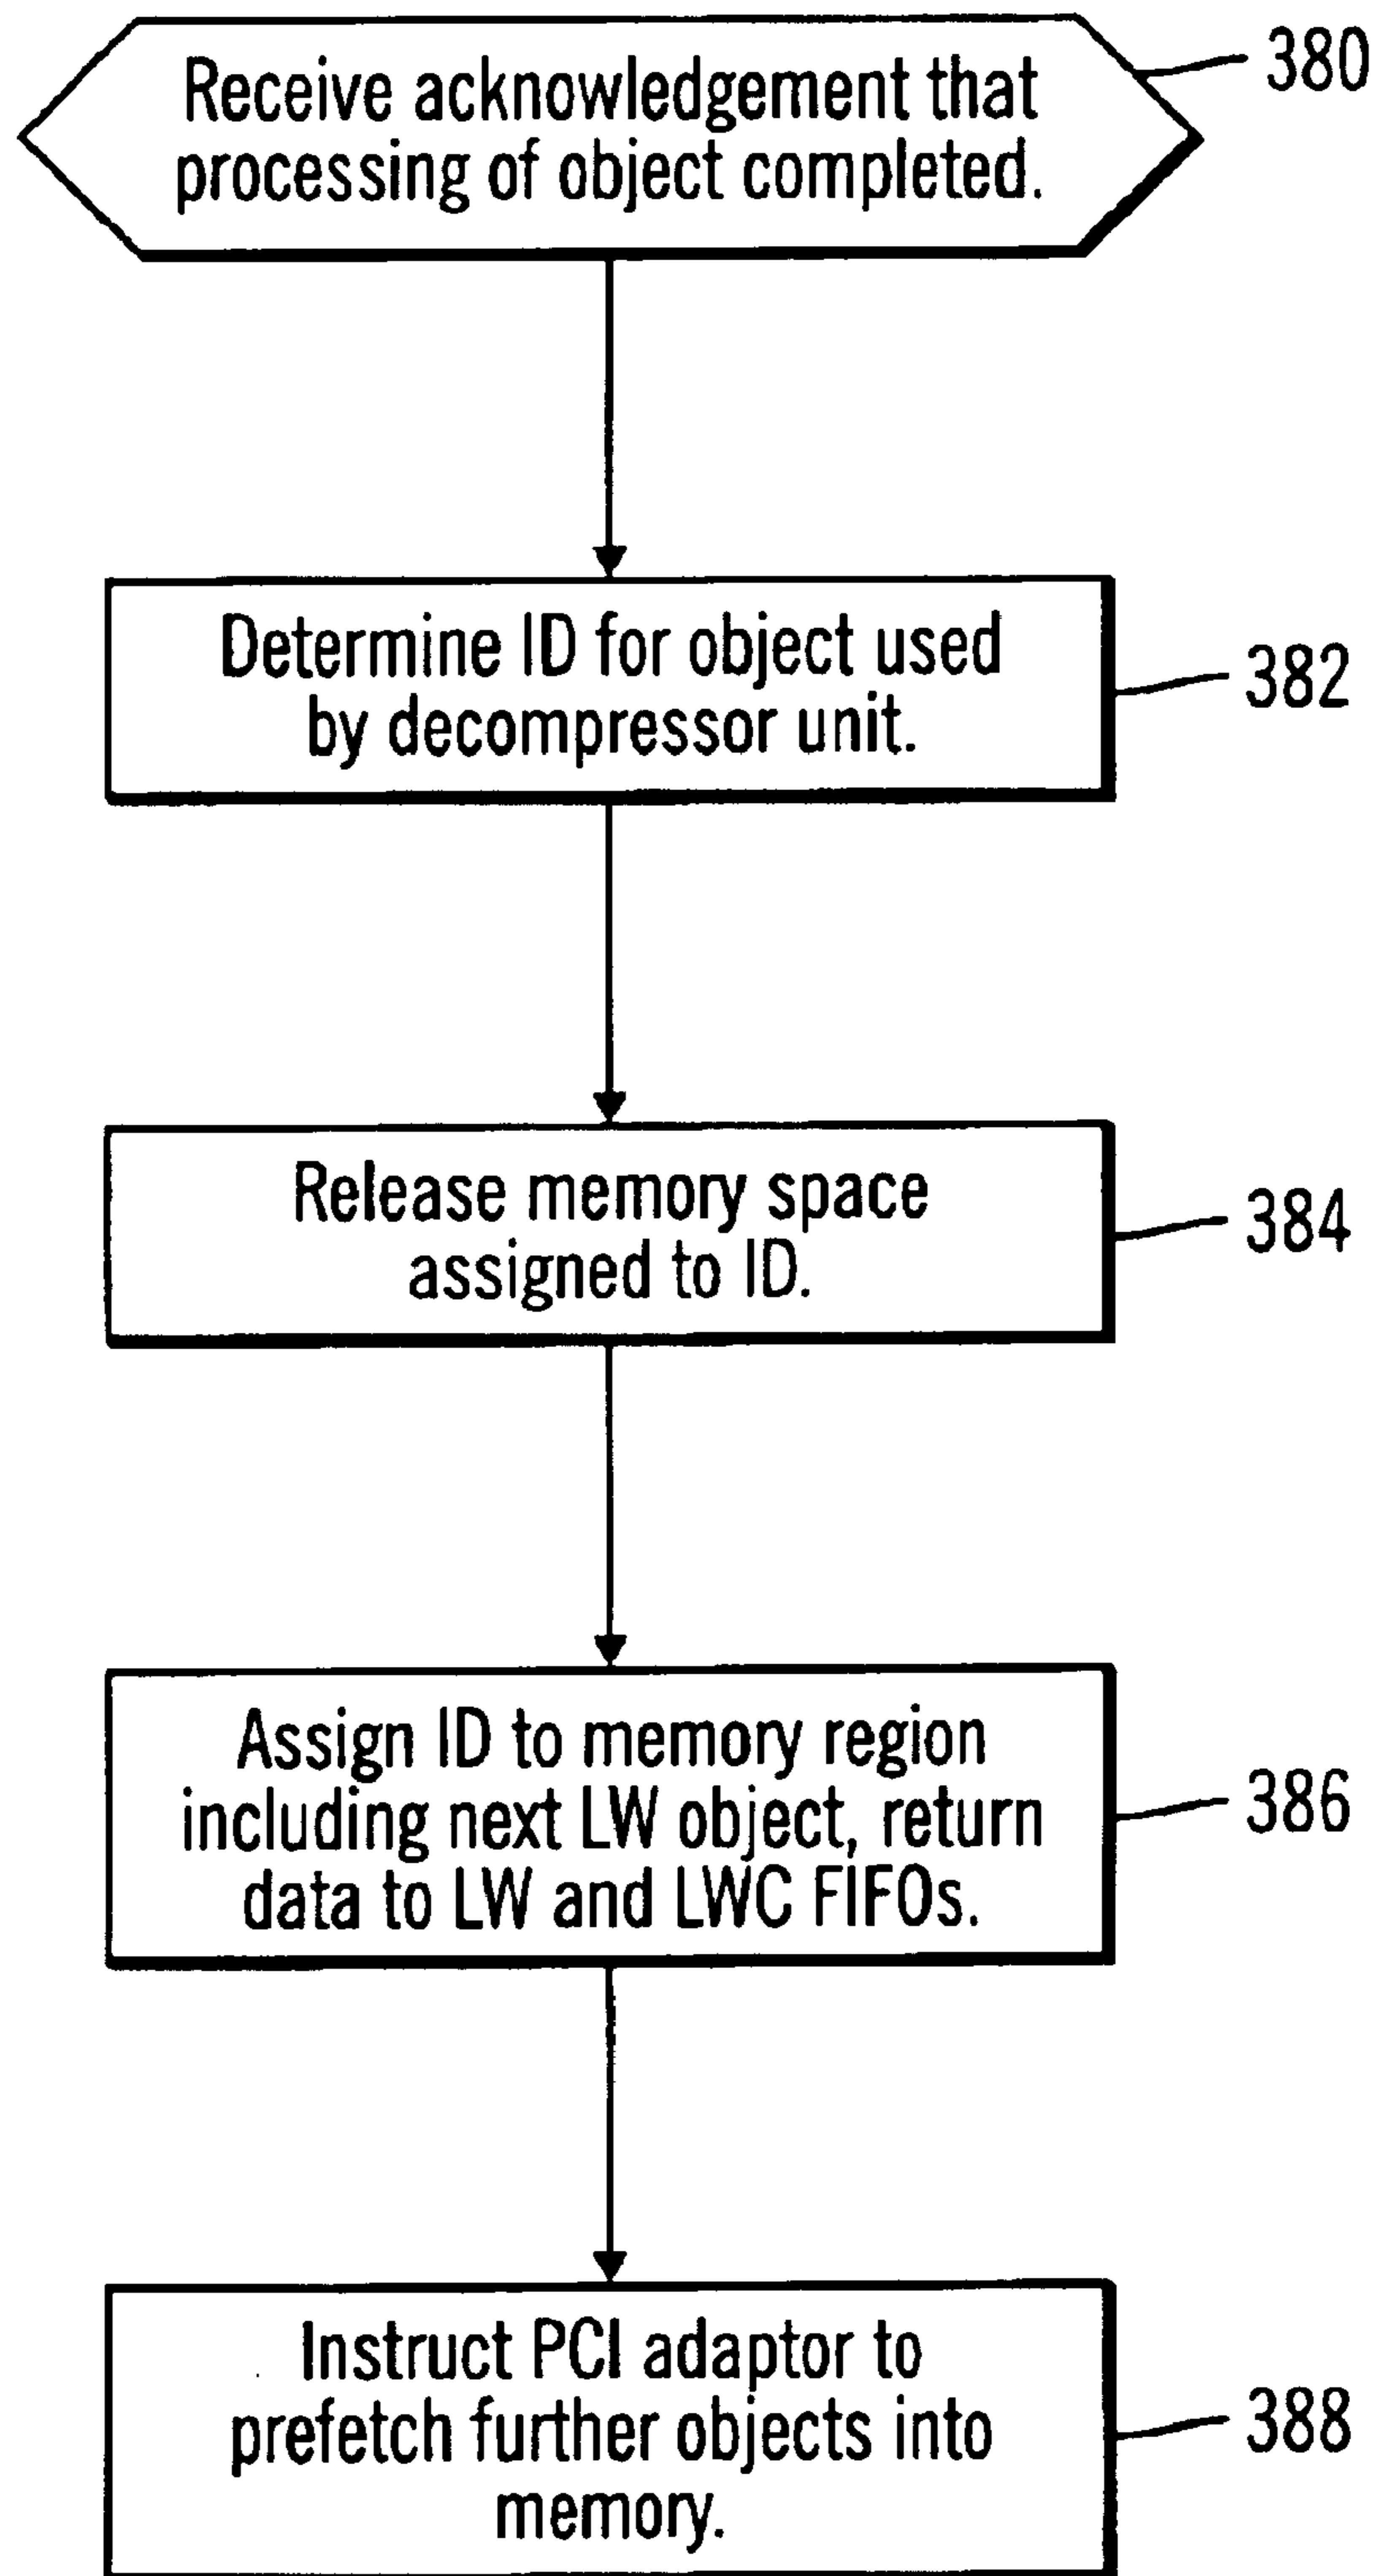 Receive acknowledgement that
processing of object completed.
380
Determine ID for object used
by decompressor unit.
382
Release memory space
assigned to ID.
384
Assign ID to memory region
including next LW object, return
data to LW and LWC FIFOs.
386
Instruct PCI adaptor to
prefetch further objects into
memory.
388